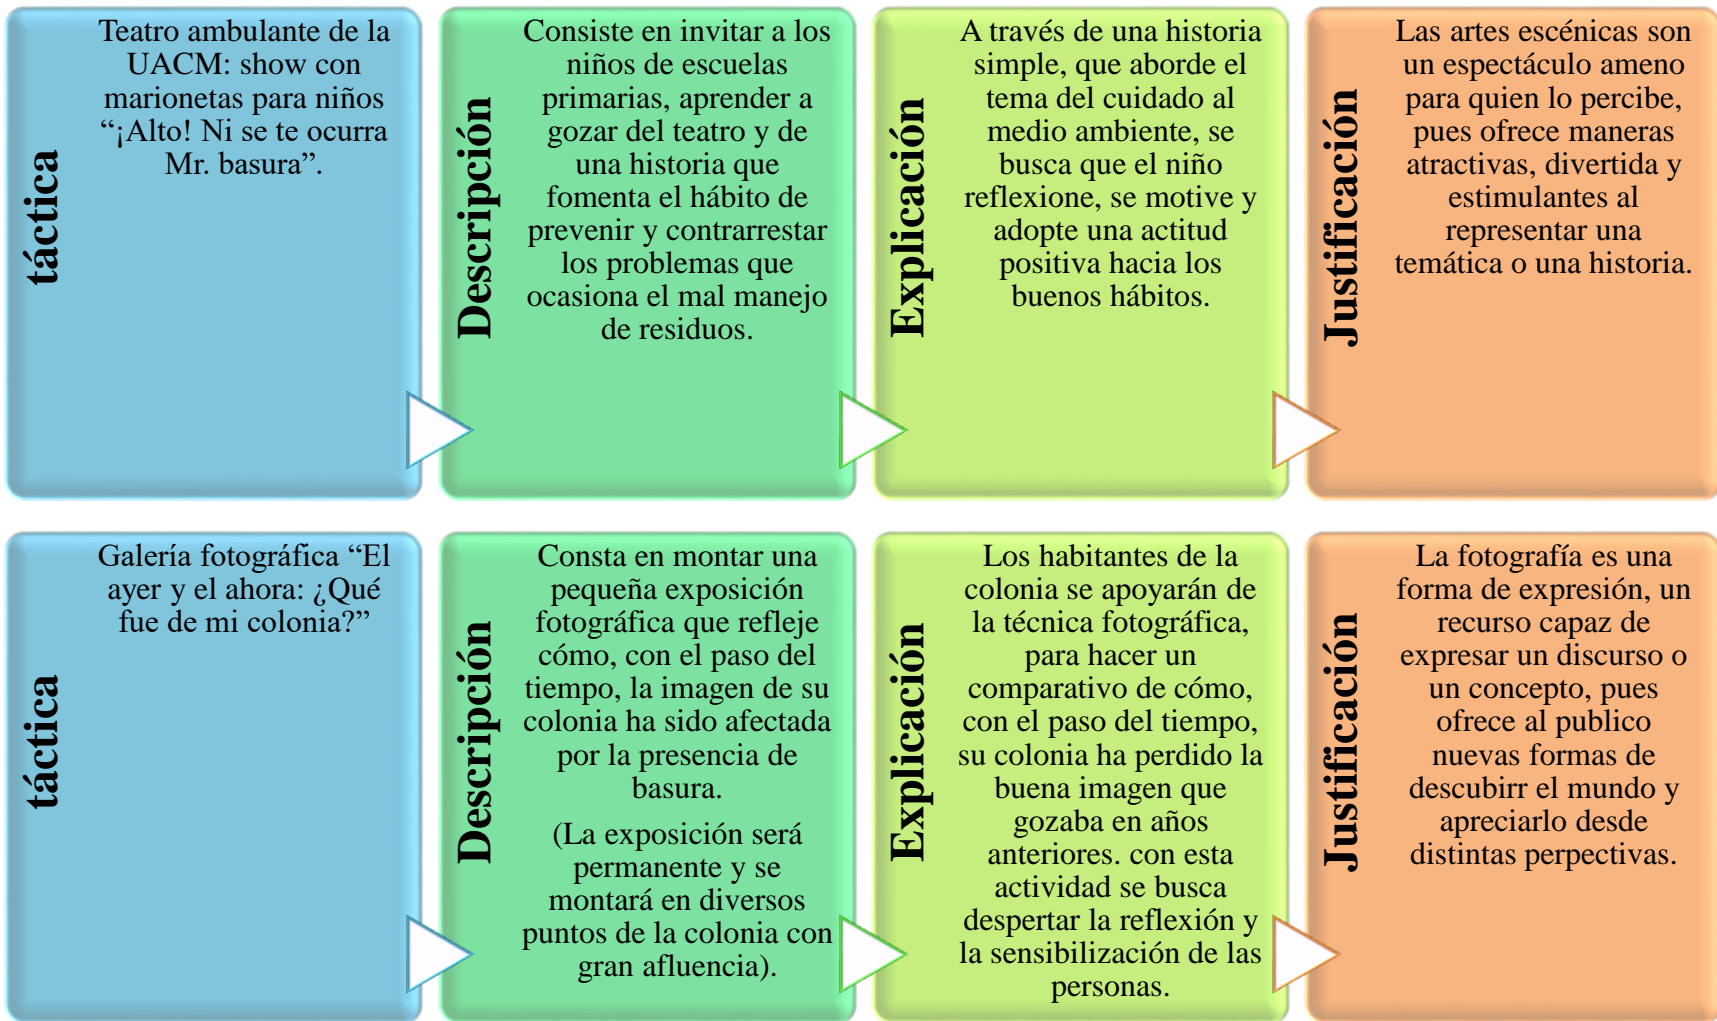 táctica
Teatro ambulante de la
UACM: show con
marionetas para niños
“¡Alto! Ni se te ocurra
Mr. basura”.
Descripción
Consiste en invitar a los
niños de escuelas
primarias, aprender a
gozar del teatro y de
una historia que
fomenta el hábito de
prevenir y contrarrestar
los problemas que
ocasiona el mal manejo
de residuos.
Explicación
A través de una historia
simple, que aborde el
tema del cuidado al
medio ambiente, se
busca que el niño
reflexione, se motive y
adopte una actitud
positiva hacia los
buenos hábitos.
Justificación
Las artes escénicas son
un espectáculo ameno
para quien lo percibe,
pues ofrece maneras
atractivas, divertida y
estimulantes al
representar una
temática o una historia.
táctica
Galería fotográfica “El
ayer y el ahora: ¿Qué
fue de mi colonia?”
Descripción
Consta en montar una
pequeña exposición
fotográfica que refleje
cómo, con el paso del
tiempo, la imagen de su
colonia ha sido afectada
por la presencia de
basura.
(La exposición será
permanente y se
montará en diversos
puntos de la colonia con
gran afluencia).
Explicación
Los habitantes de la
colonia se apoyarán de
la técnica fotográfica,
para hacer un
comparativo de cómo,
con el paso del tiempo,
su colonia ha perdido la
buena imagen que
gozaba en años
anteriores. con esta
actividad se busca
despertar la reflexión y
la sensibilización de las
personas.
Justificación
La fotografía es una
forma de expresión, un
recurso capaz de
expresar un discurso o
un concepto, pues
ofrece al publico
nuevas formas de
descubirr el mundo y
apreciarlo desde
distintas perpectivas.